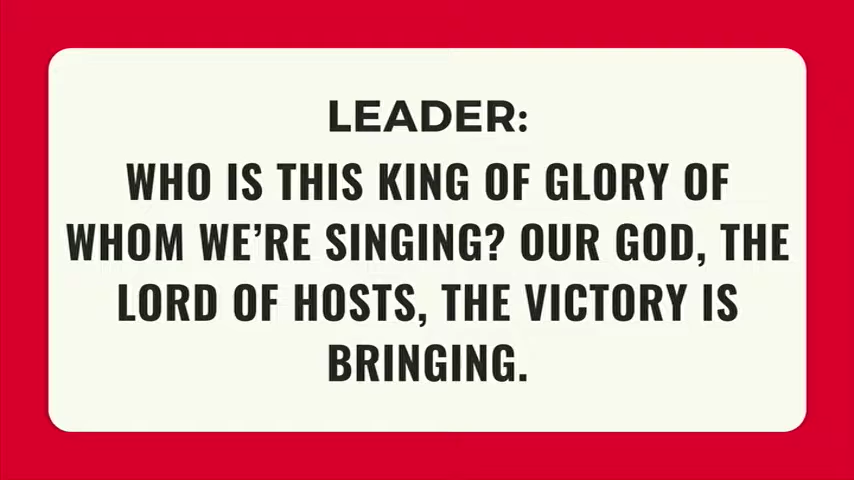 LEADER:
WHO IS THIS KING OF GLORY OF
WHOM WE'RE SINGING? OUR GOD, THE
LORD OF HOSTS, THE VICTORY IS
BRINGING.